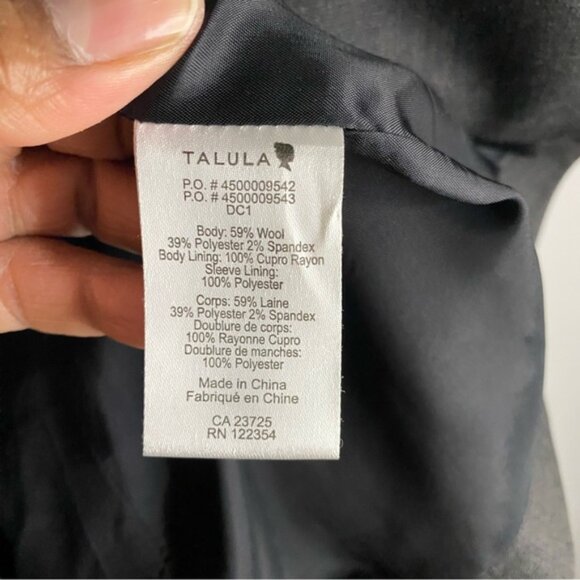 TALULA
P.O. # 4500009542
P.O. # 4500009543
DC1
Body: 59% Wool
39% Polyester 2% Spandex
Body Lining: 100% Cupro Rayon
Sleeve Lining:
100% Polyester
Corps: 59% Laine
39% Polyester 2% Spandex
Doublure de corps:
100% Rayonne Cupro
Doublure de manches:
100% Polyester
Made in China
Fabriqué en Chine
CA 23725
RN 122354